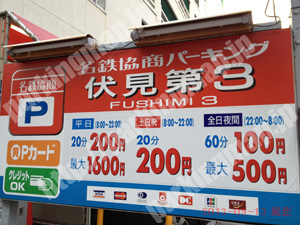 名鉄協商パーキング
伏見第3
FUSHIMI 3
名鉄協商
P
Pカード
クレジット
OK
平日 (8:00~22:00)
20分 200円
最大 1600円
土日祝 (8:00~22:00)
20分
200円
全日夜間 (22:00~8:00)
60分 100円
最大 500円